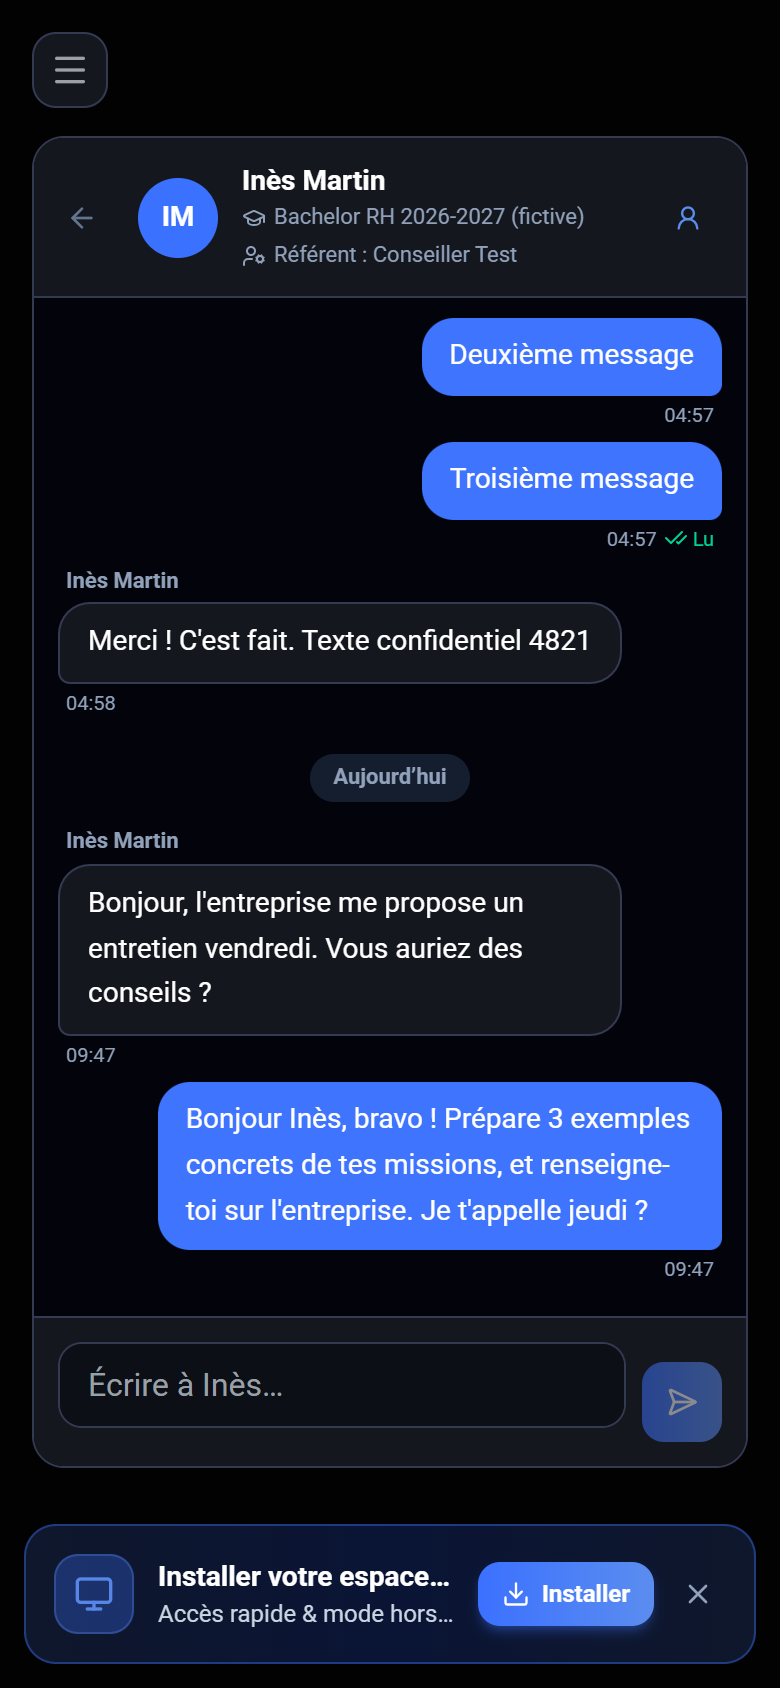 IM
Inès Martin
Bachelor RH 2026-2027 (fictive)
Référent : Conseiller Test
Deuxième message
04:57
Troisième message
04:57 Lu
Inès Martin
Merci ! C'est fait. Texte confidentiel 4821
04:58
Aujourd’hui
Inès Martin
Bonjour, l'entreprise me propose un
entretien vendredi. Vous auriez des
conseils ?
09:47
Bonjour Inès, bravo ! Prépare 3 exemples
concrets de tes missions, et renseigne-
toi sur l'entreprise. Je t'appelle jeudi ?
09:47
Écrire à Inès…
Installer votre espace…
Accès rapide & mode hors…
Installer